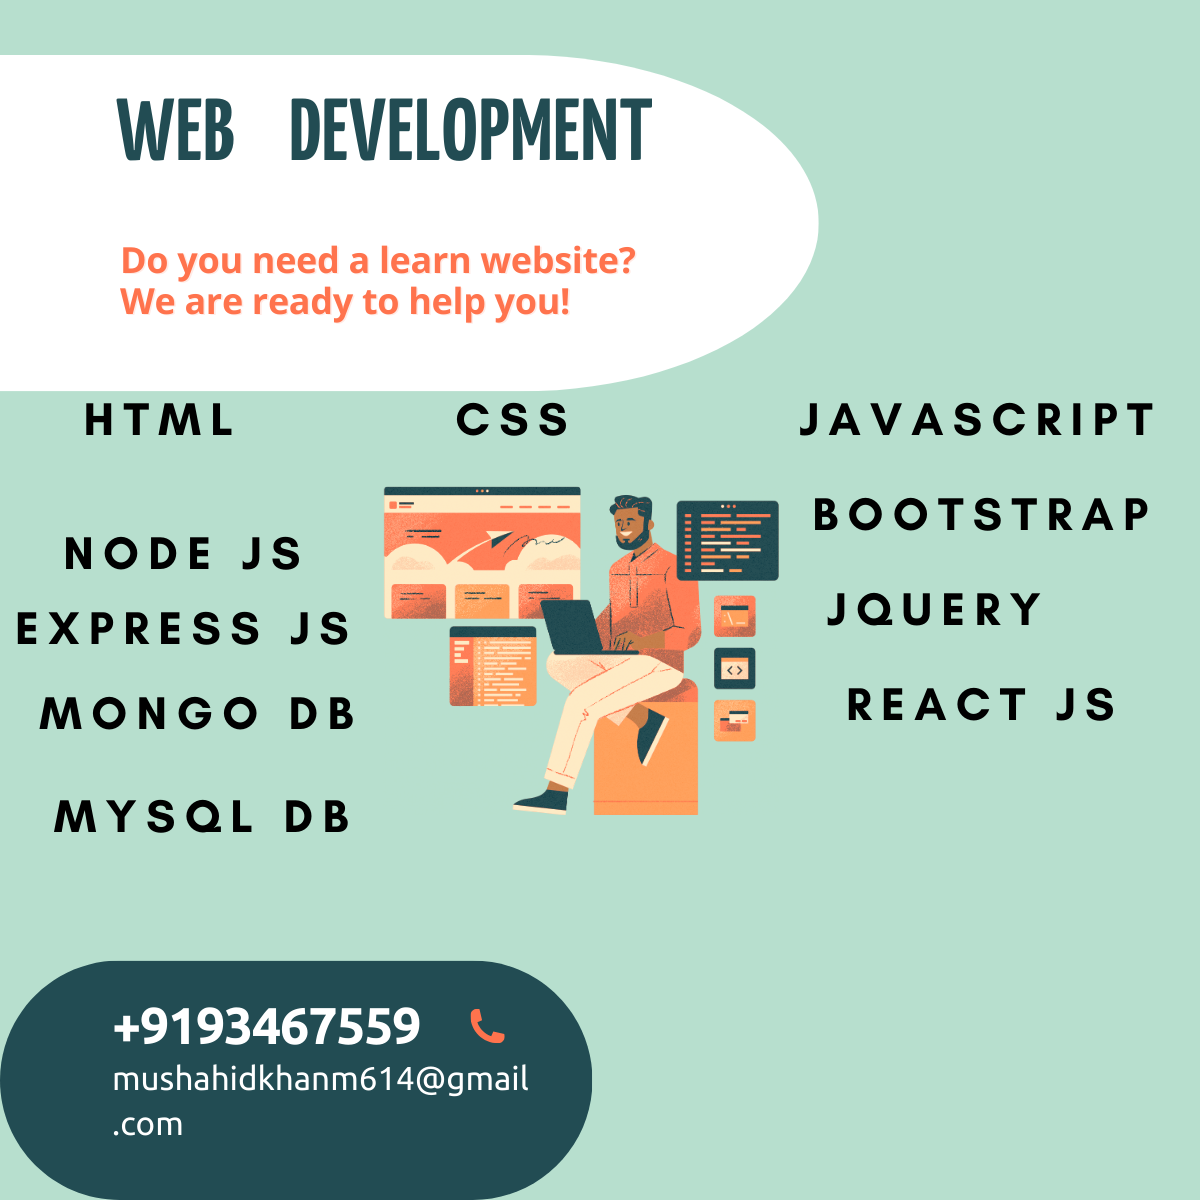 WEB DEVELOPMENT
Do you need a learn website?
We are ready to help you!
HTML
CSS
JAVASCRIPT
BOOTSTRAP
NODE JS
JQUERY
EXPRESS JS
REACT JS
MONGO DB
MYSQL DB
+9193467559
mushahidkhanm614@gmail
.com